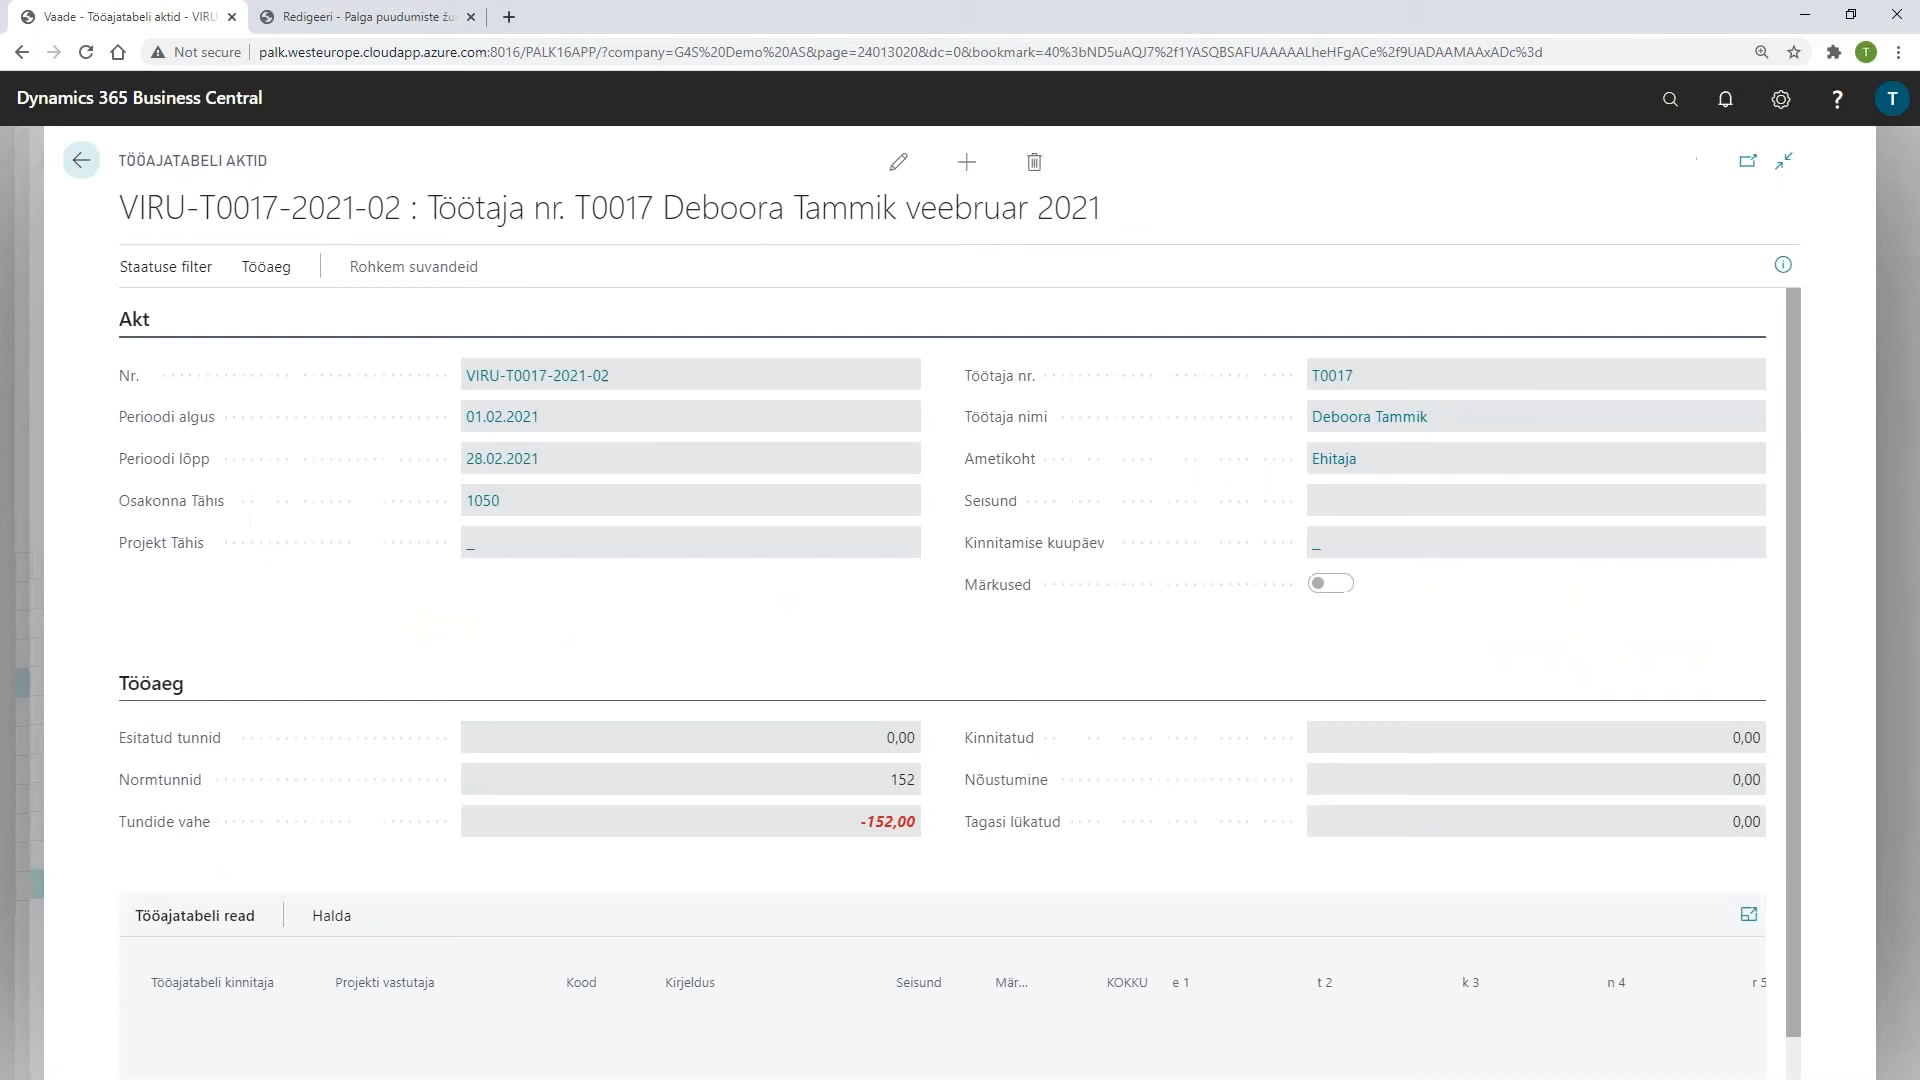 Vaade - Tööajatabeli aktid - VIRU
Redigeeri - Palga puudumiste žu
Not secure
palk.westeurope.cloudapp.azure.com:8016/PALK16APP/?company=G4S%20Demo%20AS&page=24013020&dc=0&bookmark=40%3bND5uAQJ7%2f1YASQBSAFUAAAAALheHFgACe%2f9UADAAMAAxADc%3d
T
Dynamics 365 Business Central
?
T
TÖÖAJATABELI AKTID
VIRU-T0017-2021-02 : Töötaja nr. T0017 Deboora Tammik veebruar 2021
Staatuse filter
Tööaeg
Rohkem suvandeid
Akt
Nr.
VIRU-T0017-2021-02
Töötaja nr.
T0017
Perioodi algus
01.02.2021
Töötaja nimi
Deboora Tammik
Perioodi lõpp
28.02.2021
Ametikoht
Ehitaja
Osakonna Tähis
1050
Seisund
Projekt Tähis
_
Kinnitamise kuupäev
_
Märkused
Tööaeg
Esitatud tunnid
0,00
Kinnitatud
0,00
Normtunnid
152
Nõustumine
0,00
Tundide vahe
-152,00
Tagasi lükatud
0,00
Tööajatabeli read
Halda
Tööajatabeli kinnitaja
Projekti vastutaja
Kood
Kirjeldus
Seisund
Mär...
KOKKU
e 1
t 2
k 3
n 4
r 5